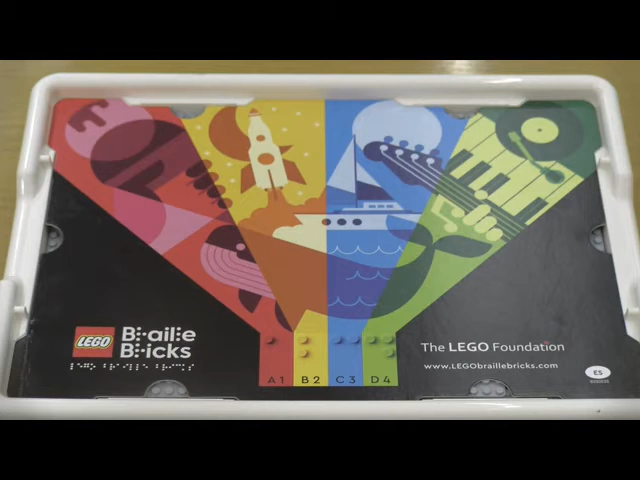 LEGO
Braille
Bricks
⠇⠑⠛⠕ ⠃⠗⠁⠊⠇⠇⠑ ⠃⠗⠊⠉⠅⠎
A1 B2 C3 D4
The LEGO Foundation
www.LEGObraillebricks.com
ES